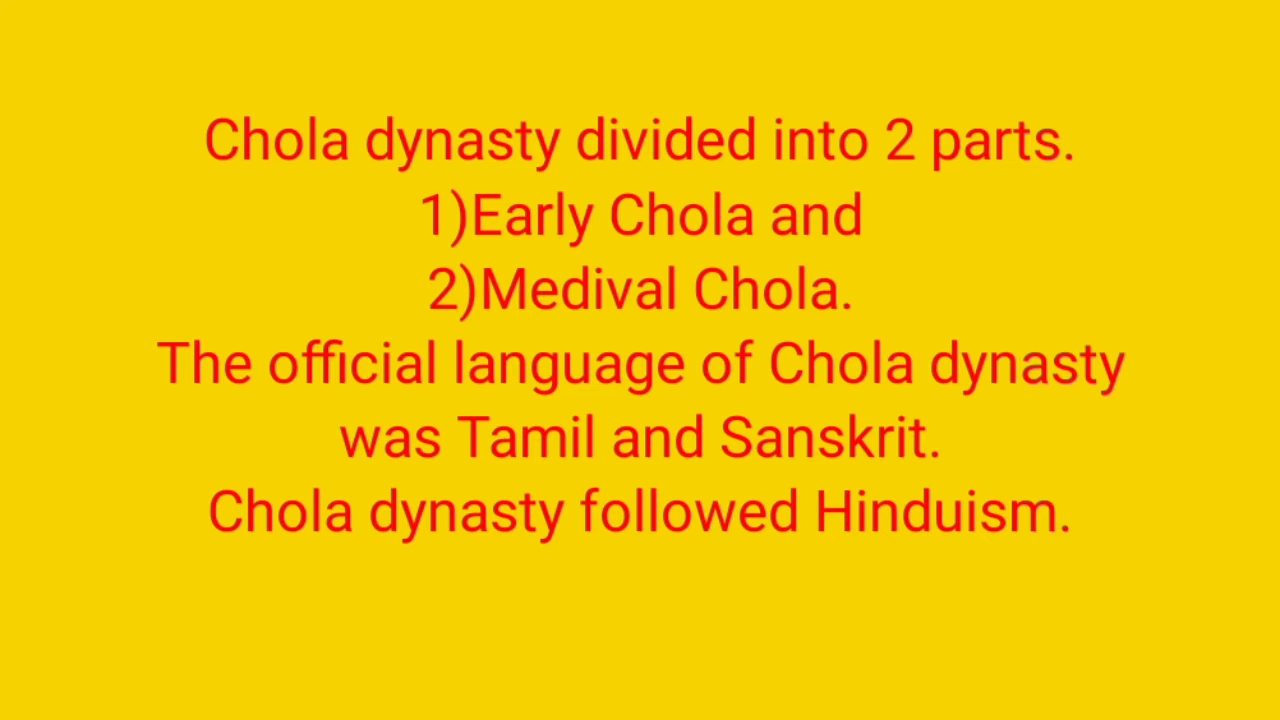 Chola dynasty divided into 2 parts.
1)Early Chola and
2)Medival Chola.
The official language of Chola dynasty
was Tamil and Sanskrit.
Chola dynasty followed Hinduism.